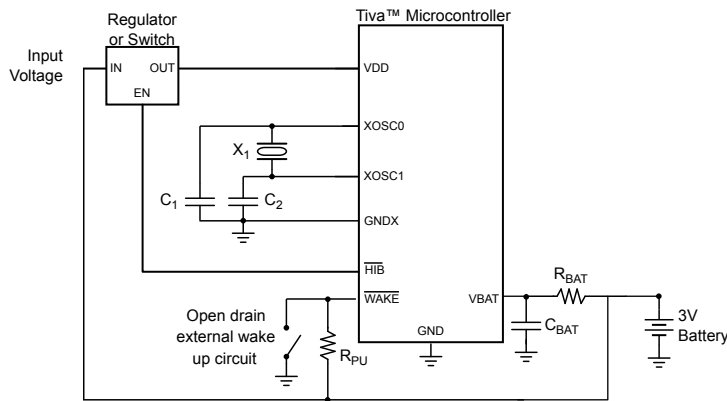 Tiva™ Microcontroller
Regulator
or Switch
Input
Voltage
IN
OUT
EN
VDD
XOSC0
X1
XOSC1
C1
C2
GNDX
HIB
WAKE
VBAT
RBAT
GND
CBAT
3V
Battery
Open drain
external wake
up circuit
RPU